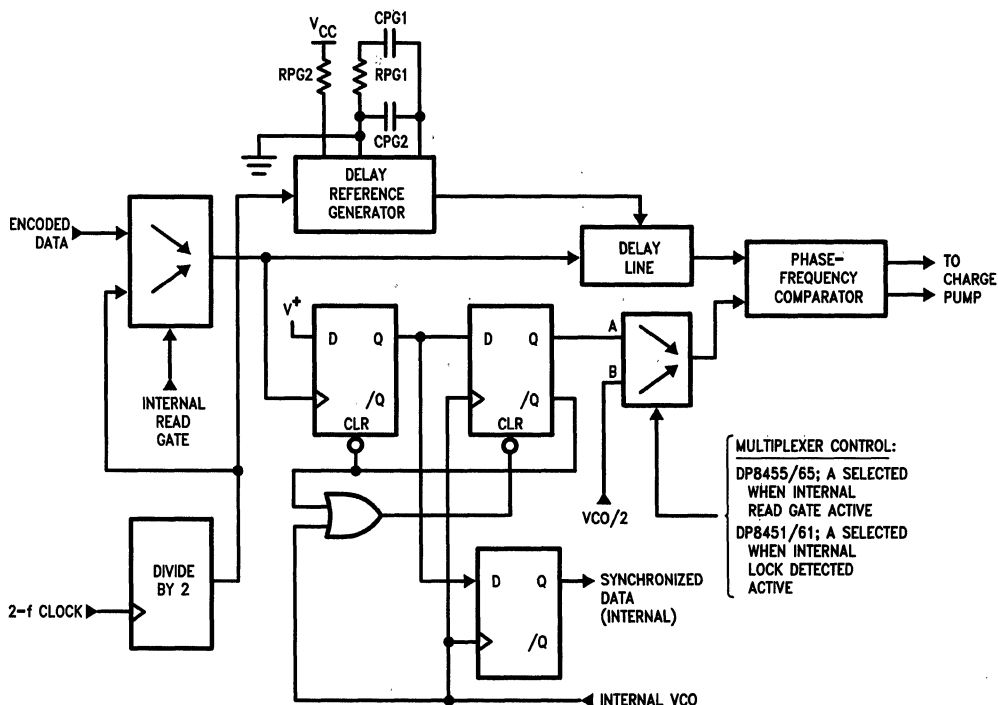 CPG1
VCC
RPG2
RPG1
CPG2
DELAY
REFERENCE
GENERATOR
ENCODED
DATA
DELAY
LINE
PHASE-
FREQUENCY
COMPARATOR
TO
CHARGE
PUMP
INTERNAL
READ
GATE
V+
D Q
/Q
CLR
D Q
/Q
CLR
A
B
VCO/2
MULTIPLEXER CONTROL:
DP8455/65; A SELECTED
WHEN INTERNAL
READ GATE ACTIVE
DP8451/61; A SELECTED
WHEN INTERNAL
LOCK DETECTED
ACTIVE
DIVIDE
BY 2
2-f CLOCK
D Q
/Q
SYNCHRONIZED
DATA
(INTERNAL)
INTERNAL VCO